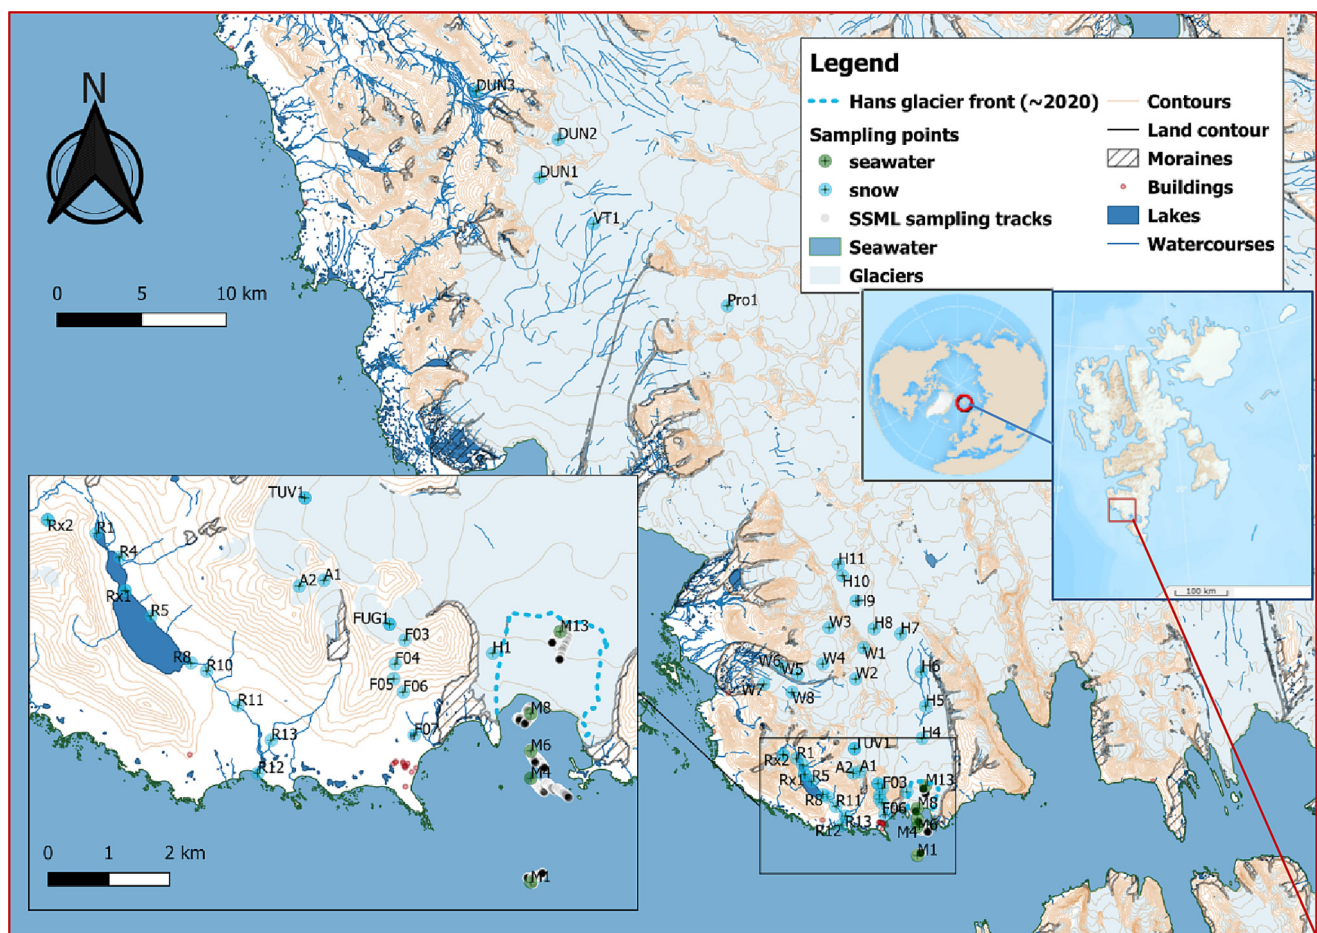 N
0 5 10 km
DUN3
DUN2
DUN1
VT1
Pro1
Legend
Hans glacier front (~2020)
Sampling points
seawater
snow
SSML sampling tracks
Seawater
Glaciers
Contours
Land contour
Moraines
Buildings
Lakes
Watercourses
100 km
TUV1
Rx2
R1
R4
A2
A1
Rx1
R5
FUG1
F03
M13
R8
R10
F04
H1
F05
F06
R11
M8
F07
R13
M6
R12
M4
M1
0 1 2 km
H11
H10
H9
W3
H8
H7
W1
W6
W5
W4
W2
H6
W7
W8
H5
H4
TUV1
Rx2
R1
A2
A1
Rx1
R5
F03
M13
R8
R11
F06
M8
R12
R13
M4
M6
M1